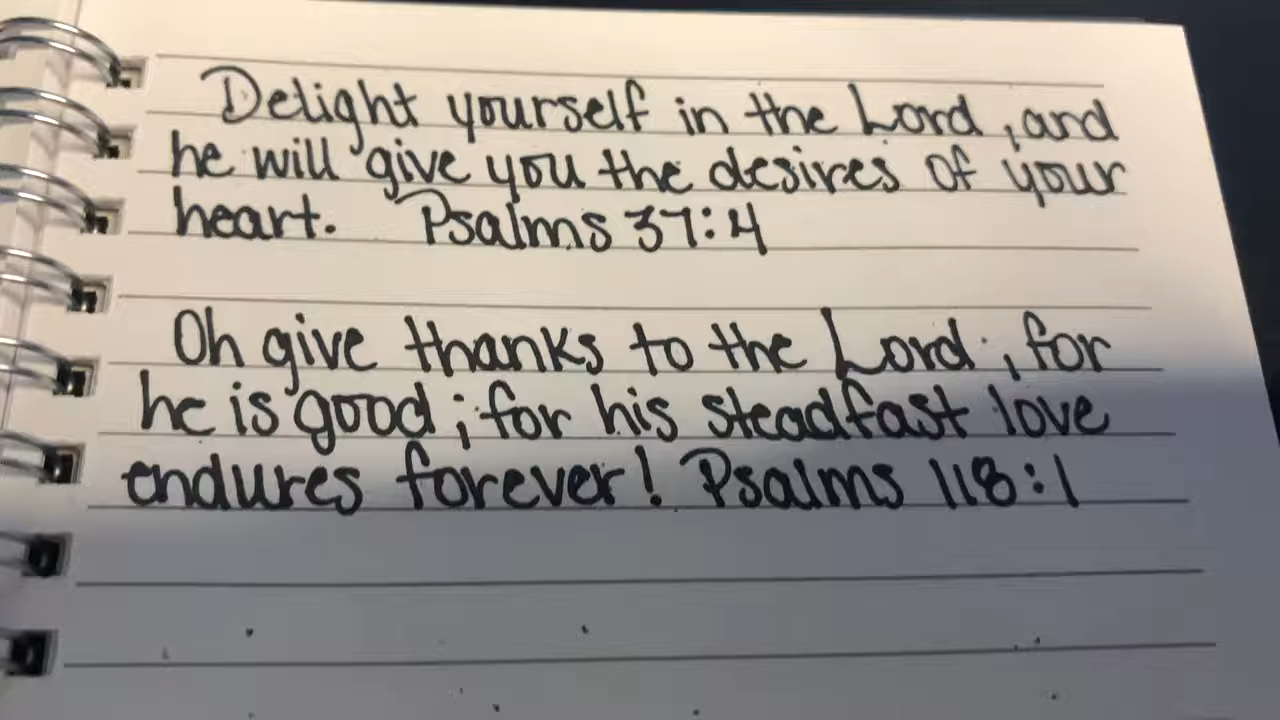 Delight yourself in the Lord, and
he will give you the desires of your
heart. Psalms 37:4
Oh give thanks to the Lord, for
he is good; for his steadfast love
endures forever! Psalms 118:1